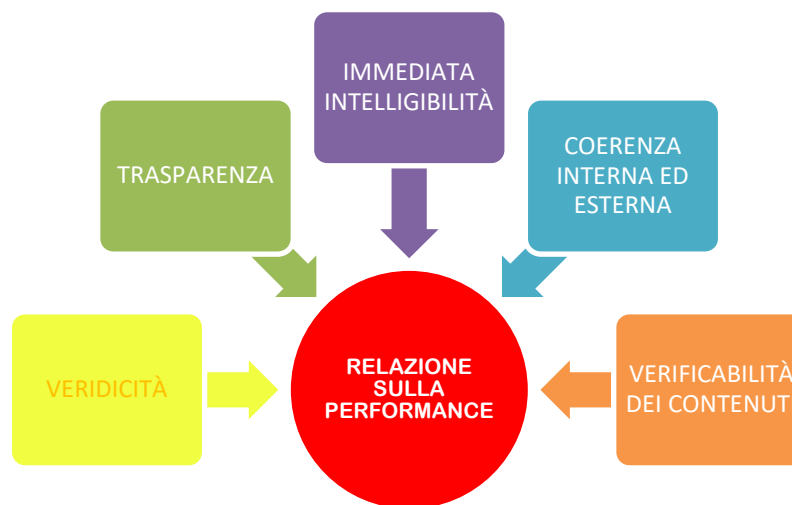 IMMEDIATA
INTELLIGIBILITÀ
TRASPARENZA
COERENZA
INTERNA ED
ESTERNA
VERIDICITÀ
RELAZIONE
SULLA
PERFORMANCE
VERIFICABILITÀ
DEI CONTENUT